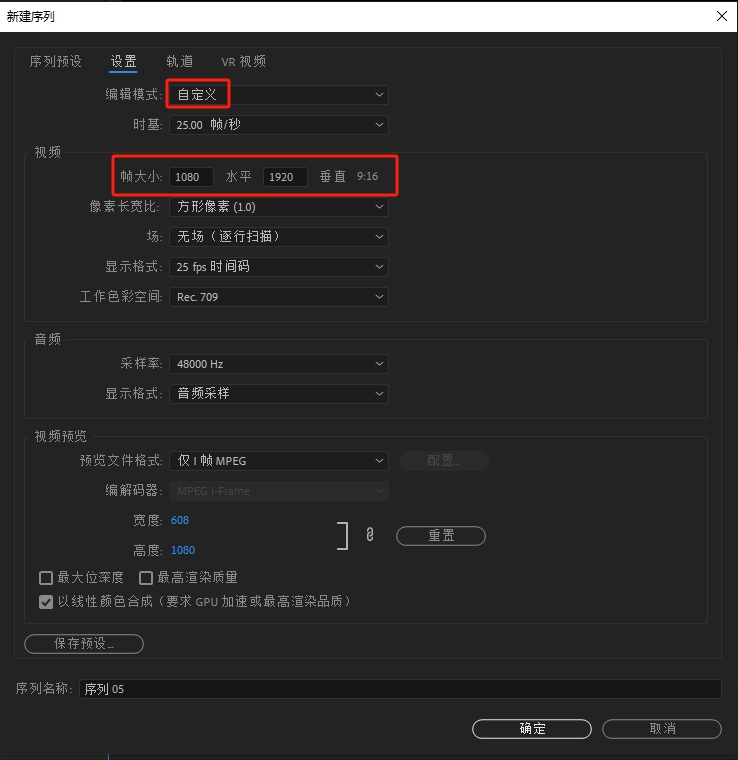 新建序列
序列预设 设置 轨道 VR 视频
编辑模式: 自定义
时基: 25.00 帧/秒
视频
帧大小: 1080 水平 1920 垂直 9:16
像素长宽比: 方形像素 (1.0)
场: 无场（逐行扫描）
显示格式: 25 fps 时间码
工作色彩空间: Rec. 709
音频
采样率: 48000 Hz
显示格式: 音频采样
视频预览
预览文件格式: 仅 I 帧 MPEG 配置...
编解码器: MPEG I-Frame
宽度: 608
高度: 1080
重置
最大位深度 最高渲染质量
以线性颜色合成（要求 GPU 加速或最高渲染品质）
保存预设...
序列名称: 序列 05
确定 取消